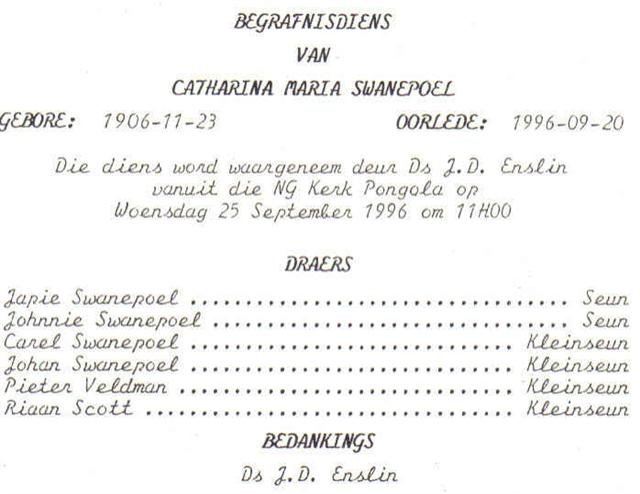 BEGRAFNISDIENS
VAN
CATHARINA MARIA SWANEPOEL
GEBORE: 1906-11-23 OORLEDE: 1996-09-20
Die diens word waargeneem deur Ds J.D. Enslin
vanuit die NG Kerk Pongola op
Woensdag 25 September 1996 om 11H00
DRAERS
Japie Swanepoel .................................. Seun
Johnnie Swanepoel ................................ Seun
Carel Swanepoel ............................. Kleinseun
Johan Swanepoel ............................. Kleinseun
Pieter Veldman .............................. Kleinseun
Riaan Scott ................................. Kleinseun
BEDANKINGS
Ds J.D. Enslin